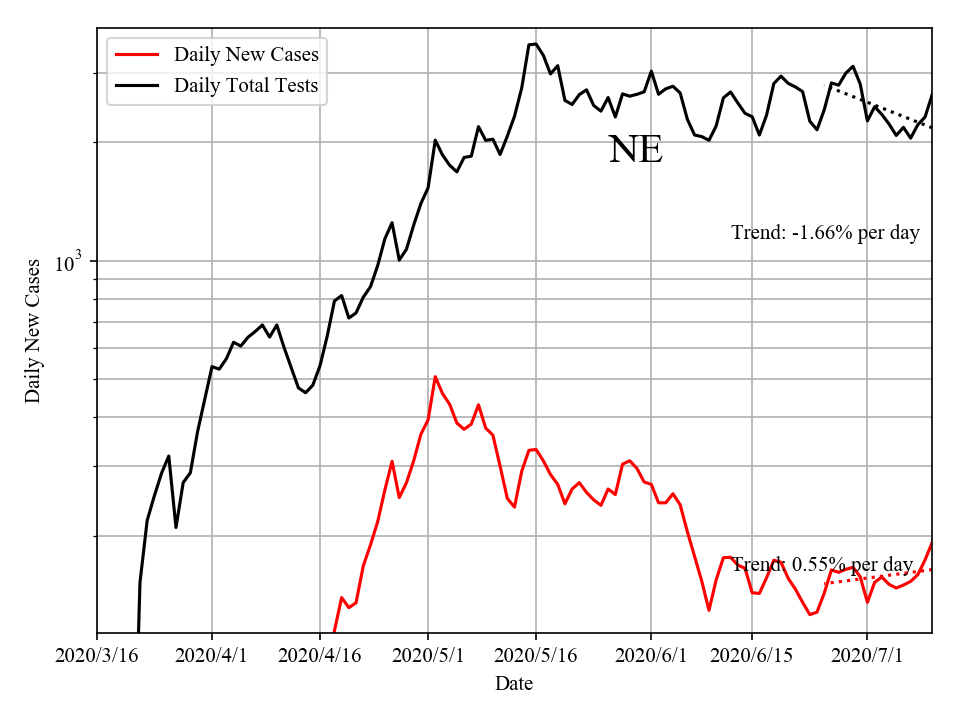 Daily New Cases
Daily Total Tests
NE
Trend: -1.66% per day
10^3
Daily New Cases
Trend: 0.55% per day
2020/3/16 2020/4/1 2020/4/16 2020/5/1 2020/5/16 2020/6/1 2020/6/15 2020/7/1
Date